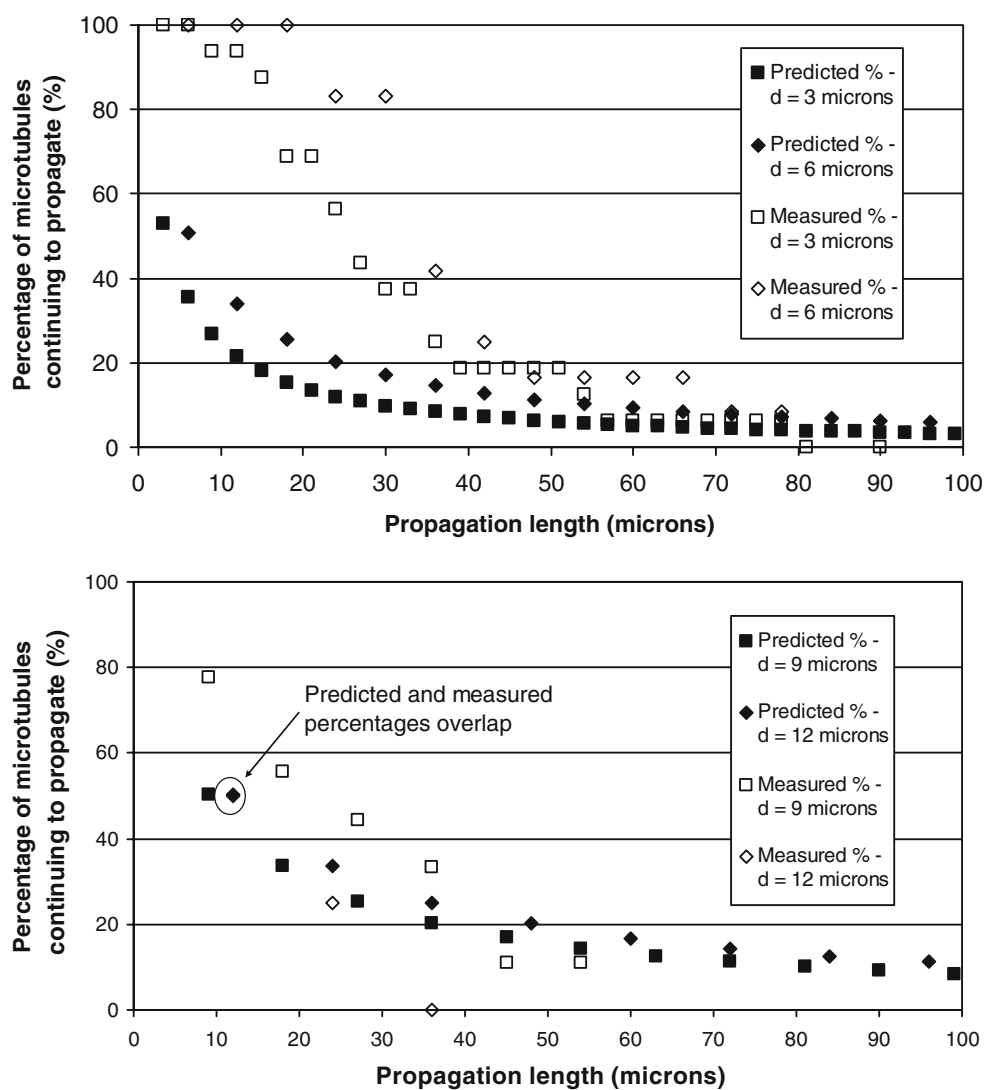 100
80
60
40
20
0
Percentage of microtubules
continuing to propagate (%)
Predicted % -
d = 3 microns
Predicted % -
d = 6 microns
Measured % -
d = 3 microns
Measured % -
d = 6 microns
0 10 20 30 40 50 60 70 80 90 100
Propagation length (microns)
100
80
60
40
20
0
Percentage of microtubules
continuing to propagate (%)
Predicted and measured
percentages overlap
Predicted % -
d = 9 microns
Predicted % -
d = 12 microns
Measured % -
d = 9 microns
Measured % -
d = 12 microns
0 10 20 30 40 50 60 70 80 90 100
Propagation length (microns)